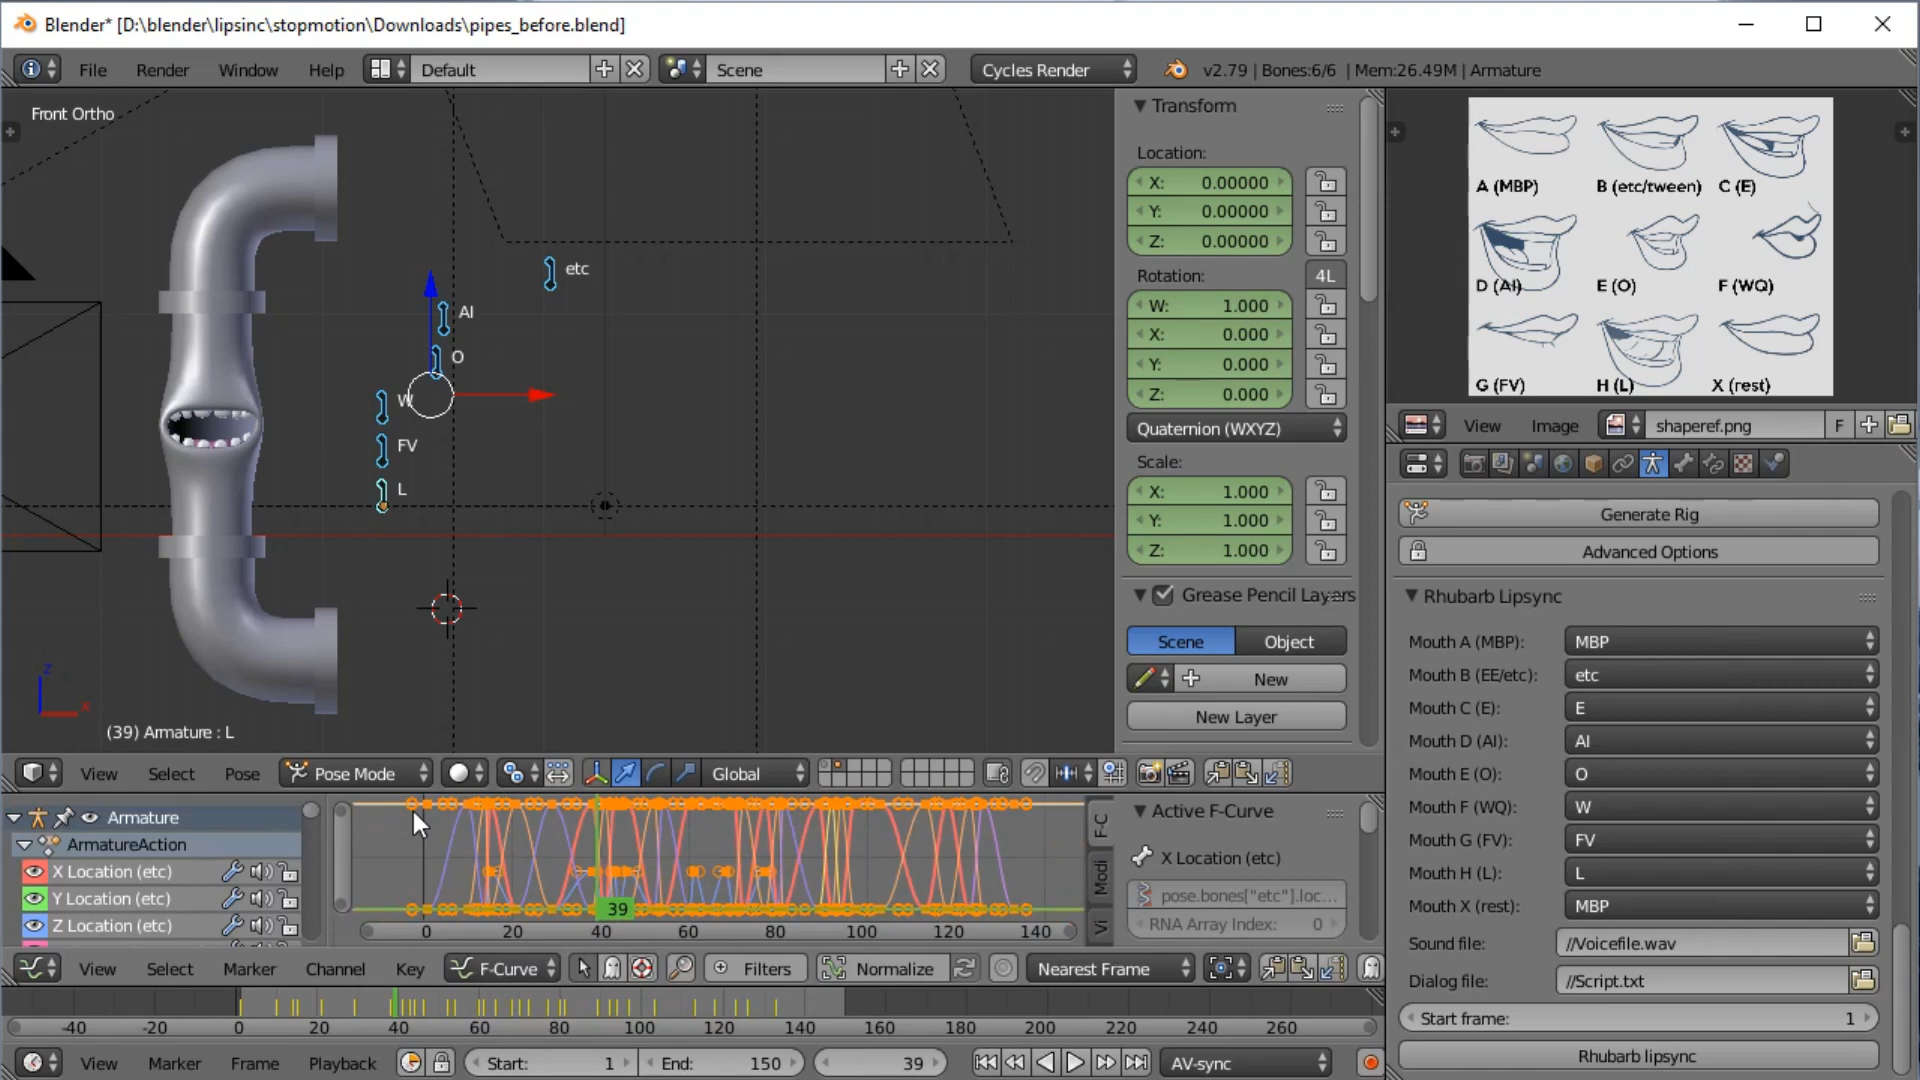 Blender* [D:\blender\lipsinc\stopmotion\Downloads\pipes_before.blend]
File Render Window Help Default Scene Cycles Render v2.79 | Bones:6/6 | Mem:26.49M | Armature
Front Ortho
etc
AI
O
W
FV
L
z
x
(39) Armature : L
Transform
Location:
X: 0.00000
Y: 0.00000
Z: 0.00000
Rotation: 4L
W: 1.000
X: 0.000
Y: 0.000
Z: 0.000
Quaternion (WXYZ)
Scale:
X: 1.000
Y: 1.000
Z: 1.000
Grease Pencil Layers
Scene Object
New
New Layer
A (MBP) B (etc/tween) C (E)
D (AI) E (O) F (WQ)
G (FV) H (L) X (rest)
View Image shaperef.png F
Generate Rig
Advanced Options
Rhubarb Lipsync
Mouth A (MBP): MBP
Mouth B (EE/etc): etc
Mouth C (E): E
Mouth D (AI): AI
Mouth E (O): O
Mouth F (WQ): W
Mouth G (FV): FV
Mouth H (L): L
Mouth X (rest): MBP
Sound file: //Voicefile.wav
Dialog file: //Script.txt
Start frame: 1
Rhubarb lipsync
View Select Pose Pose Mode Global
Armature
ArmatureAction
X Location (etc)
Y Location (etc)
Z Location (etc)
39
0 20 40 60 80 100 120 140
F-C
Modi
Vi
Active F-Curve
X Location (etc)
pose.bones["etc"].loc...
RNA Array Index: 0
View Select Marker Channel Key F-Curve Filters Normalize Nearest Frame
-40 -20 0 20 40 60 80 100 120 140 160 180 200 220 240 260
View Marker Frame Playback Start: 1 End: 150 39 AV-sync